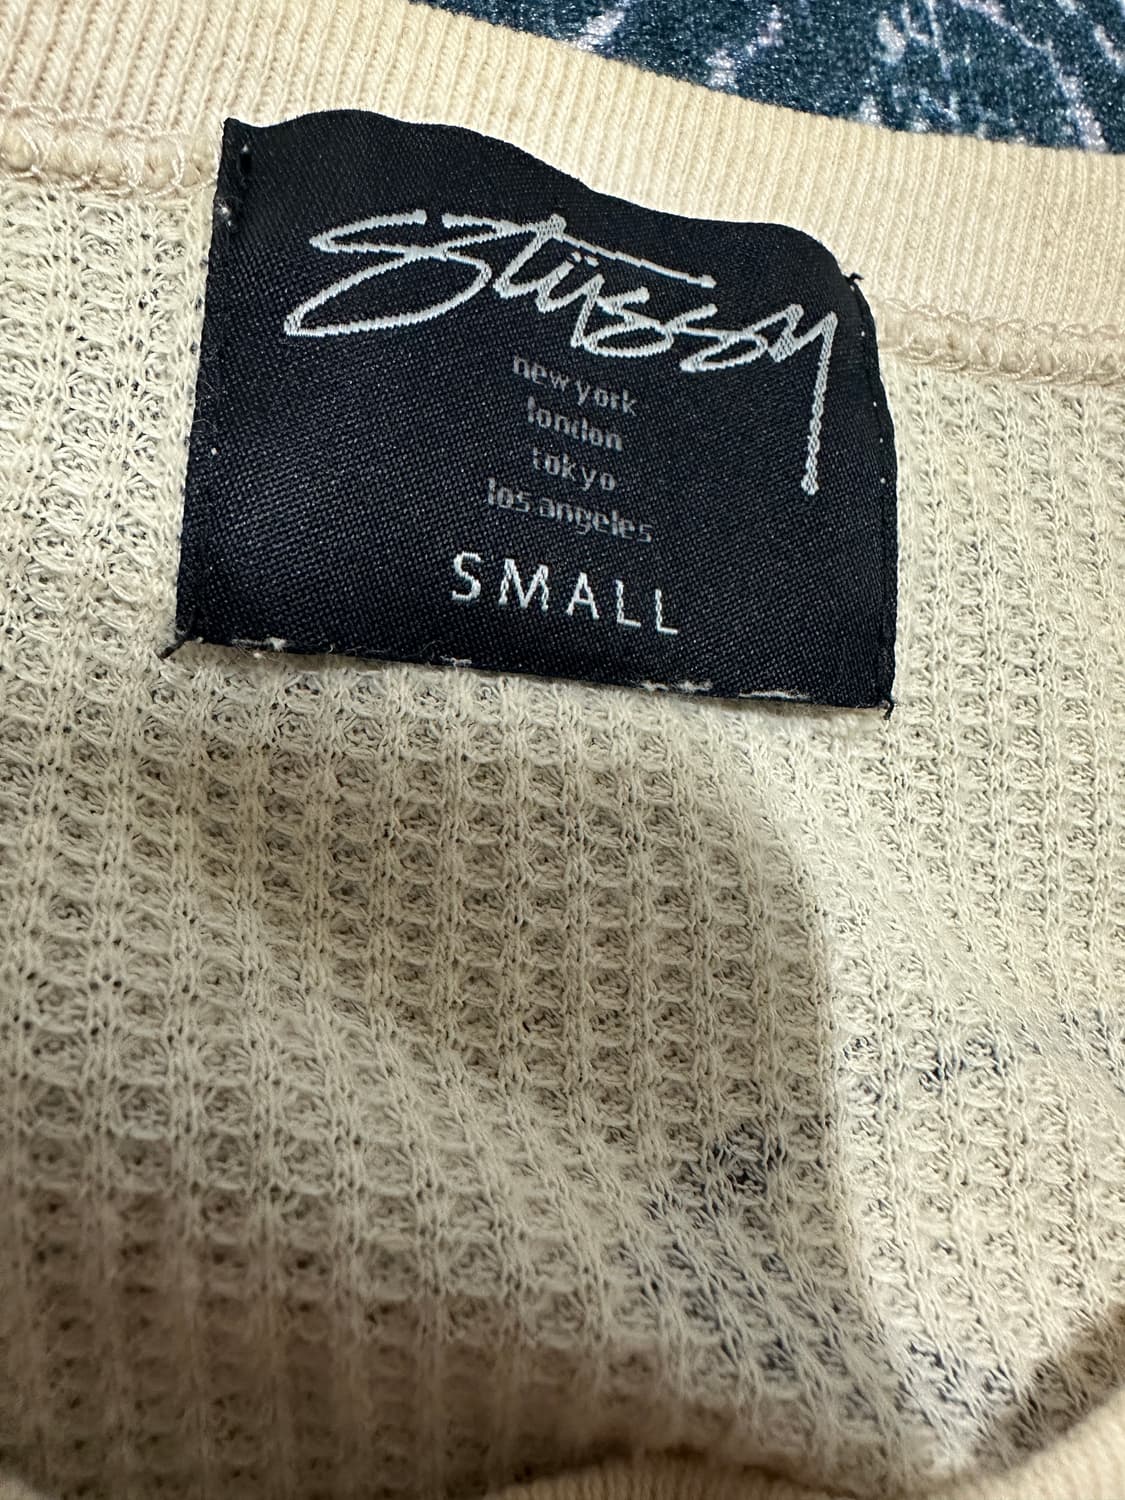 Stüssy
new york
london
tokyo
los angeles
SMALL